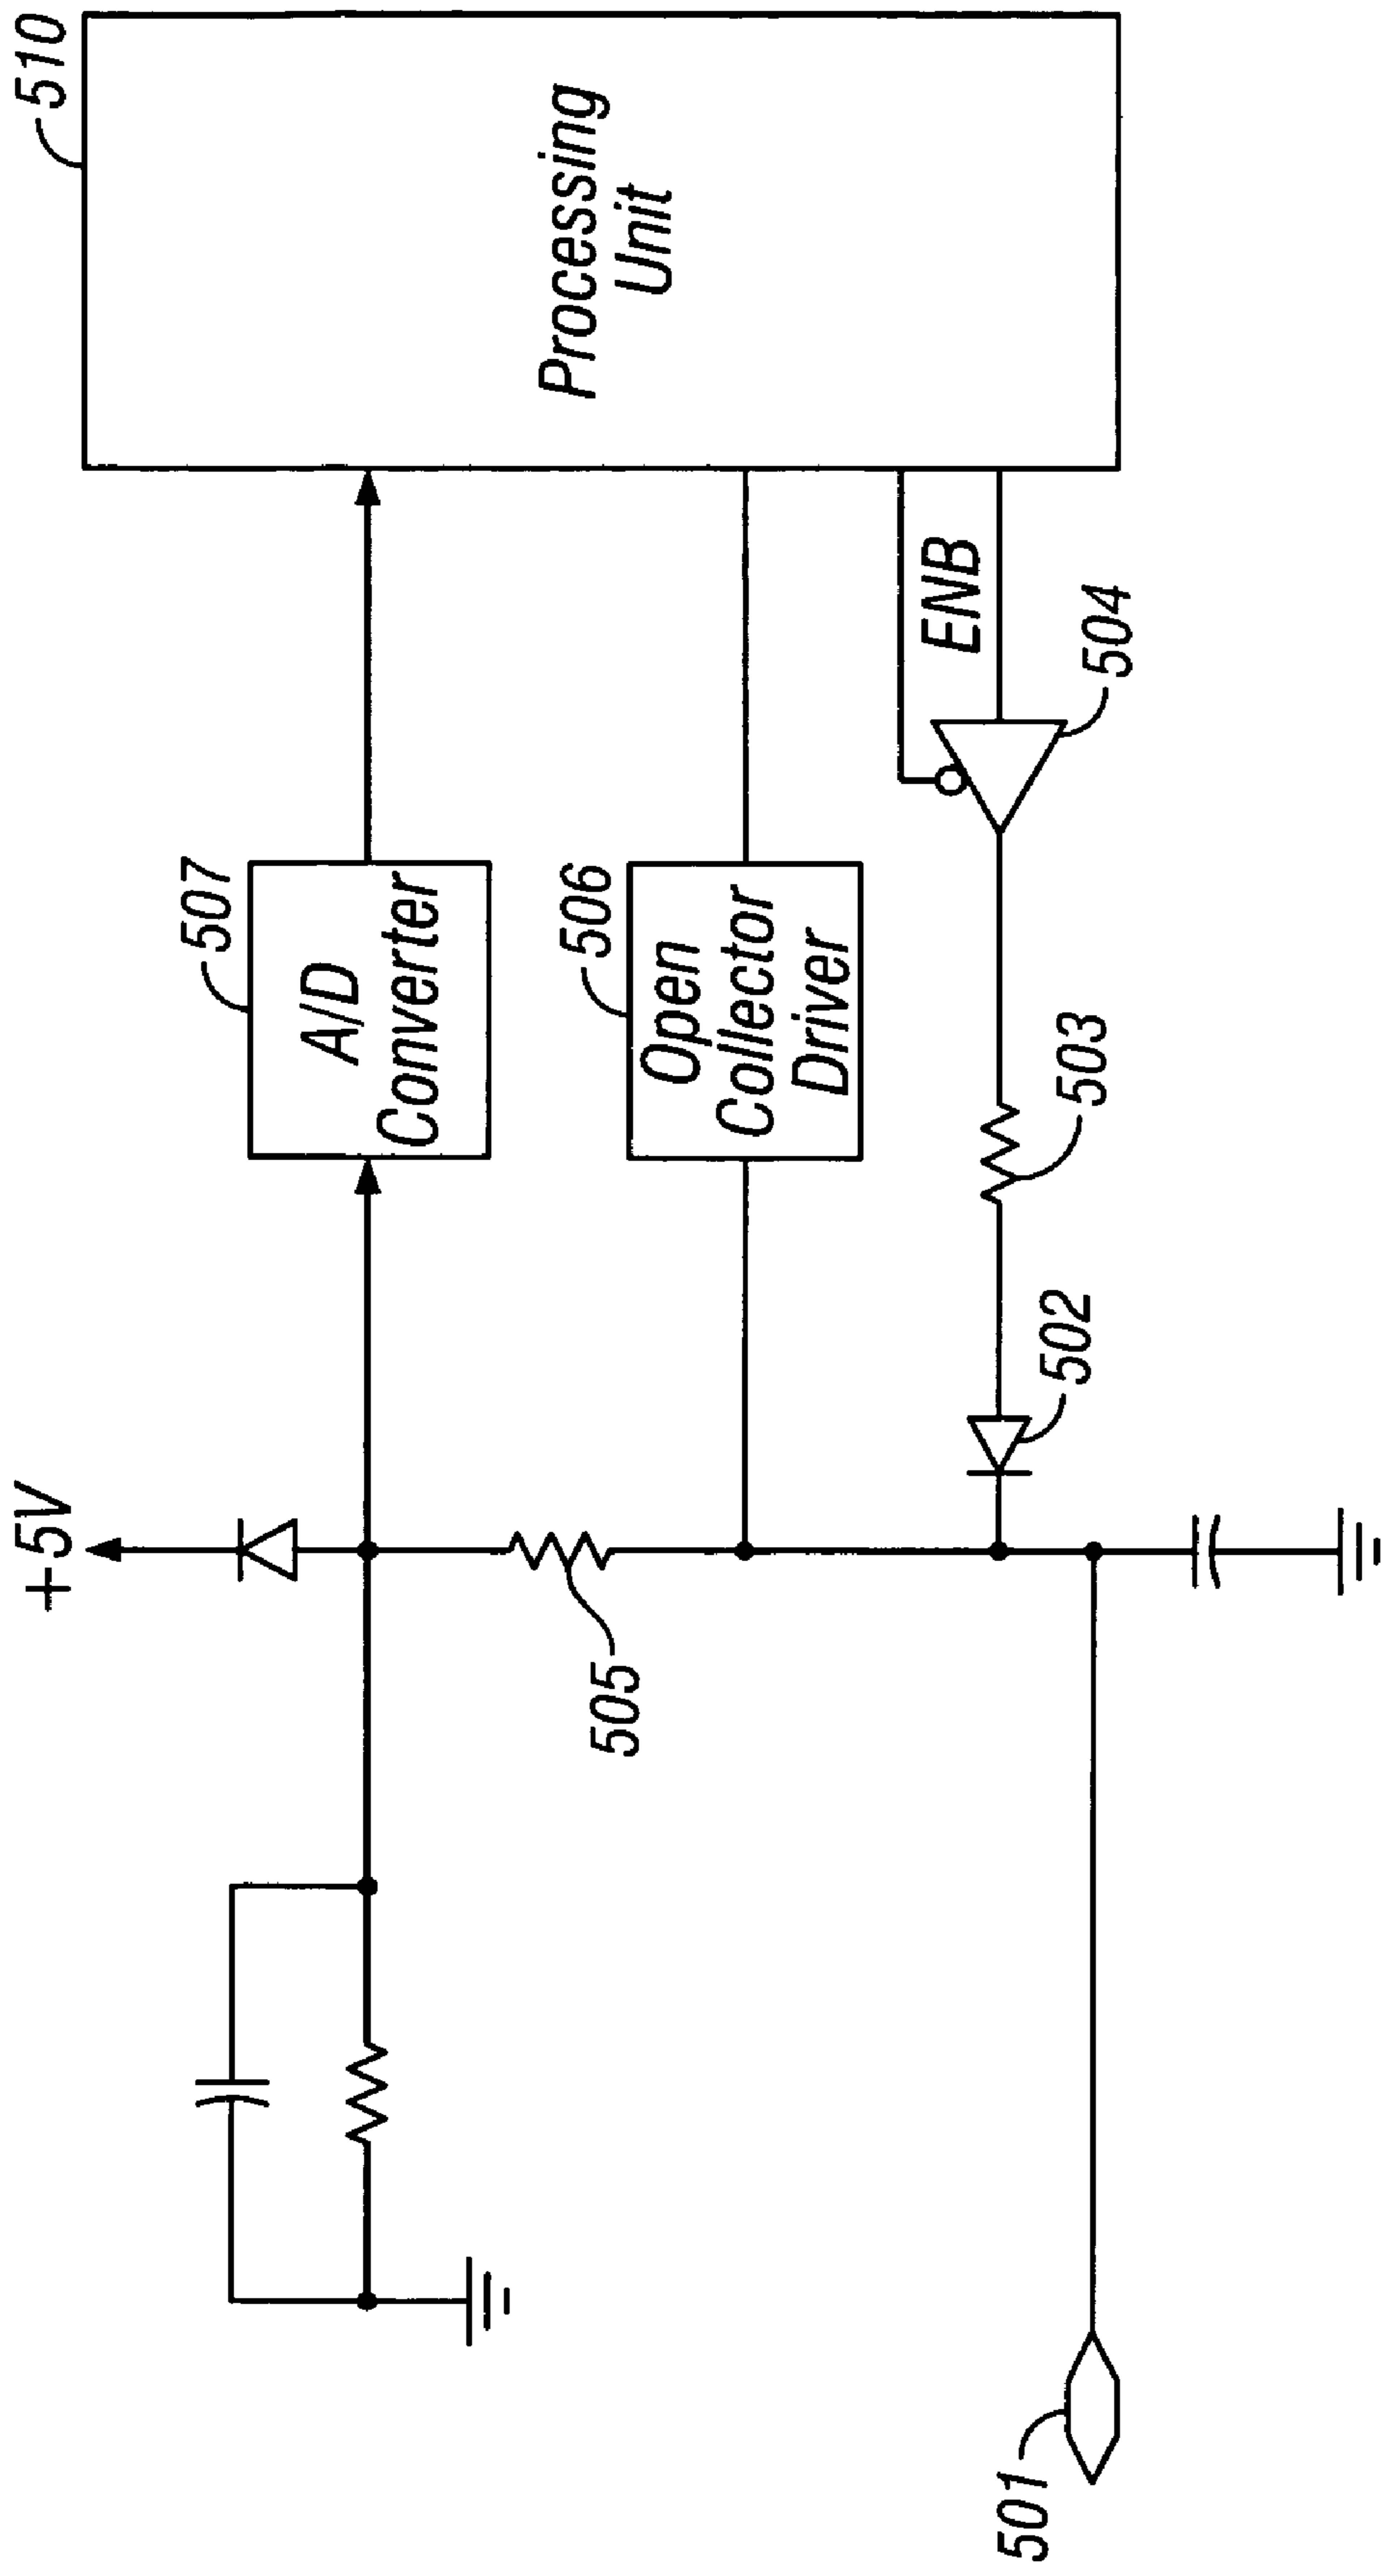 510
Processing
Unit
507
A/D
Converter
506
Open
Collector
Driver
ENB
504
503
502
+5V
505
501